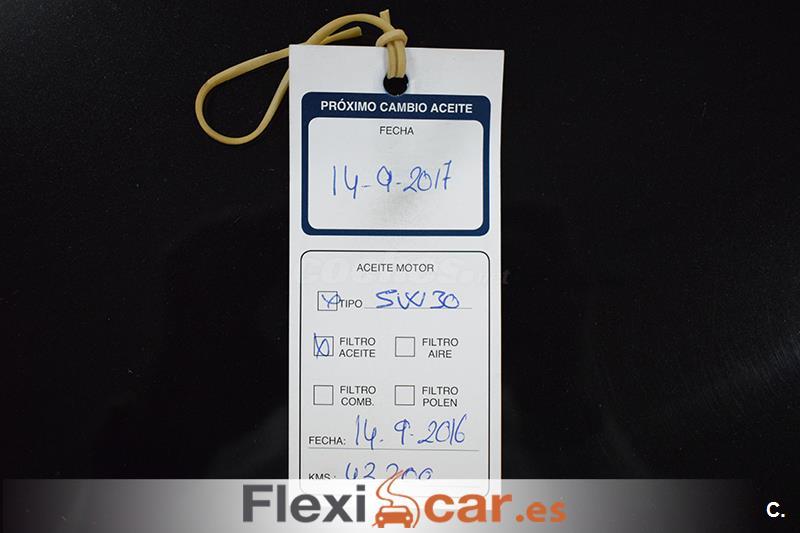 PRÓXIMO CAMBIO ACEITE
FECHA
14-9-2017
ACEITE MOTOR
TIPO 5W30
FILTRO ACEITE
FILTRO AIRE
FILTRO COMB.
FILTRO POLEN
FECHA: 14.9.2016
KMS.: 43200
Flexicar.es
C.